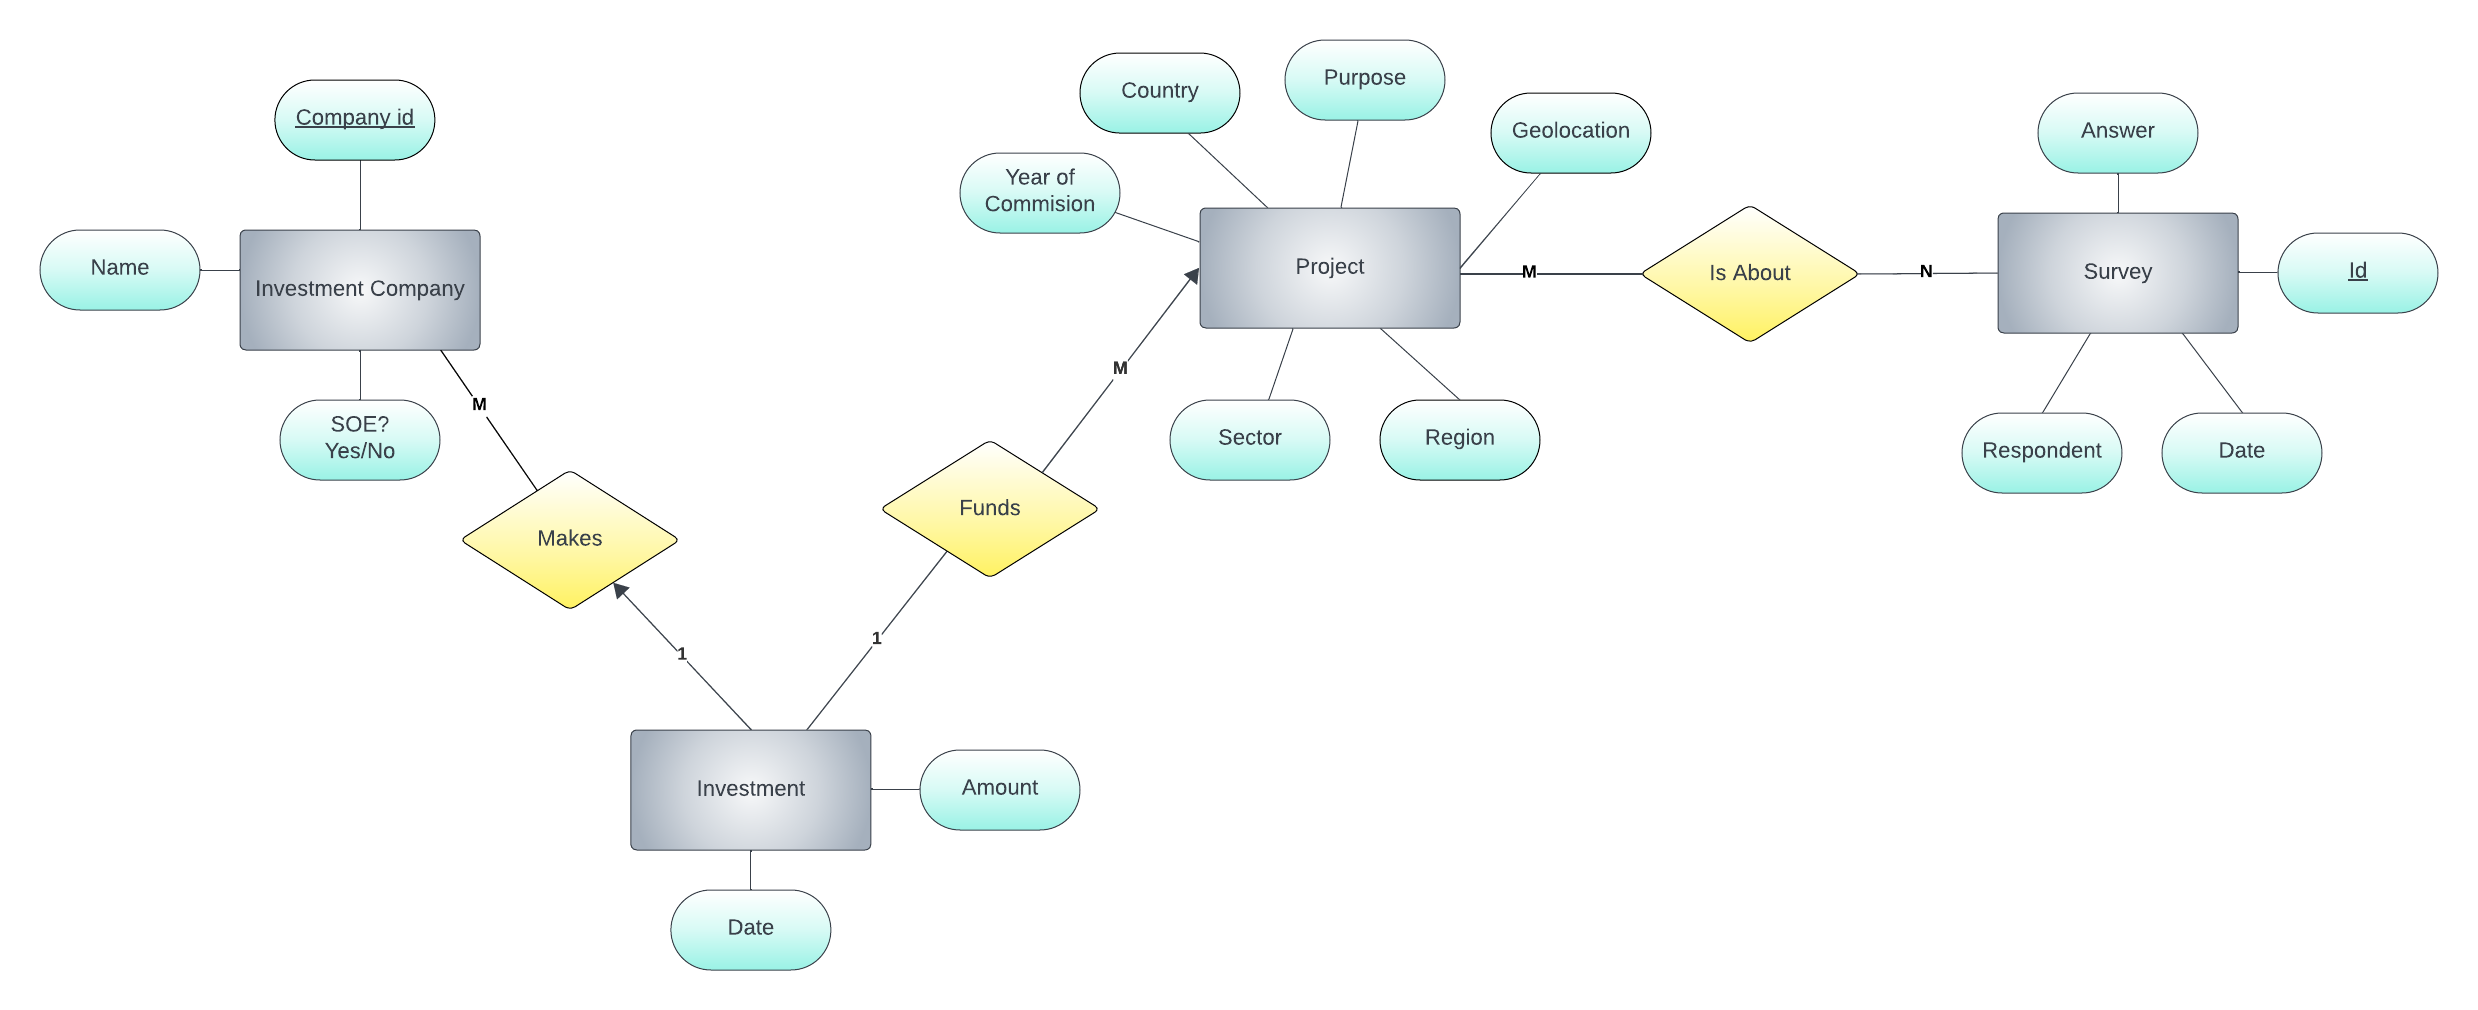 Country
Purpose
Company id
Geolocation
Answer
Year of
Commision
Name
Investment Company
Project
M
Is About
N
Survey
Id
M
M
SOE?
Yes/No
Sector
Region
Respondent
Date
Makes
Funds
1
1
Investment
Amount
Date